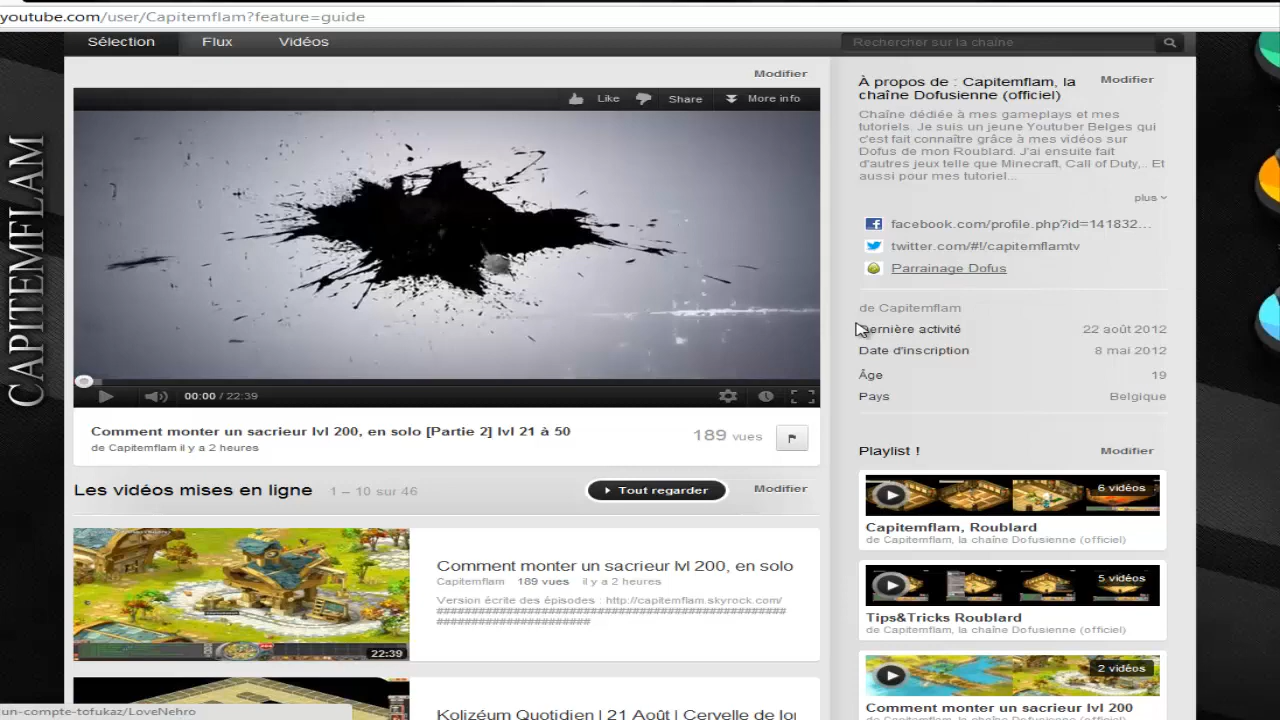 youtube.com/user/Capitemflam?feature=guide
Sélection Flux Vidéos
Rechercher sur la chaîne
CAPITEMFLAM
Modifier
Like Share More info
00:00 / 22:39
Comment monter un sacrieur lvl 200, en solo [Partie 2] lvl 21 à 50
de Capitemflam il y a 2 heures
189 vues
Les vidéos mises en ligne 1 – 10 sur 46
Tout regarder
Modifier
22:39
Comment monter un sacrieur lvl 200, en solo
Capitemflam 189 vues il y a 2 heures
Version écrite des épisodes : http://capitemflam.skyrock.com/
################################################
######################
Kolizéum Quotidien | 21 Août | Cervelle de
À propos de : Capitemflam, la
chaîne Dofusienne (officiel)
Modifier
Chaîne dédiée à mes gameplays et mes
tutoriels. Je suis un jeune Youtuber Belges qui
c'est fait connaître grâce à mes vidéos sur
Dofus de mon Roublard. J'ai ensuite fait
d'autres jeux telle que Minecraft, Call of Duty,.. Et
aussi pour mes tutoriel...
plus
facebook.com/profile.php?id=141832...
twitter.com/#!/capitemflamtv
Parrainage Dofus
de Capitemflam
Dernière activité 22 août 2012
Date d'inscription 8 mai 2012
Âge 19
Pays Belgique
Playlist !
Modifier
6 vidéos
Capitemflam, Roublard
de Capitemflam, la chaîne Dofusienne (officiel)
5 vidéos
Tips&Tricks Roublard
de Capitemflam, la chaîne Dofusienne (officiel)
2 vidéos
Comment monter un sacrieur lvl 200
un-compte-tofukaz/LoveNehro